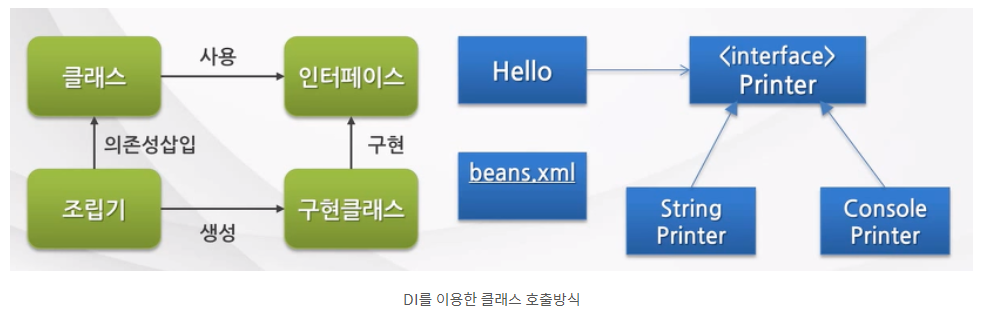 클래스
사용
인터페이스
의존성삽입
구현
조립기
생성
구현클래스
Hello
<interface>
Printer
beans.xml
String
Printer
Console
Printer
DI를 이용한 클래스 호출방식